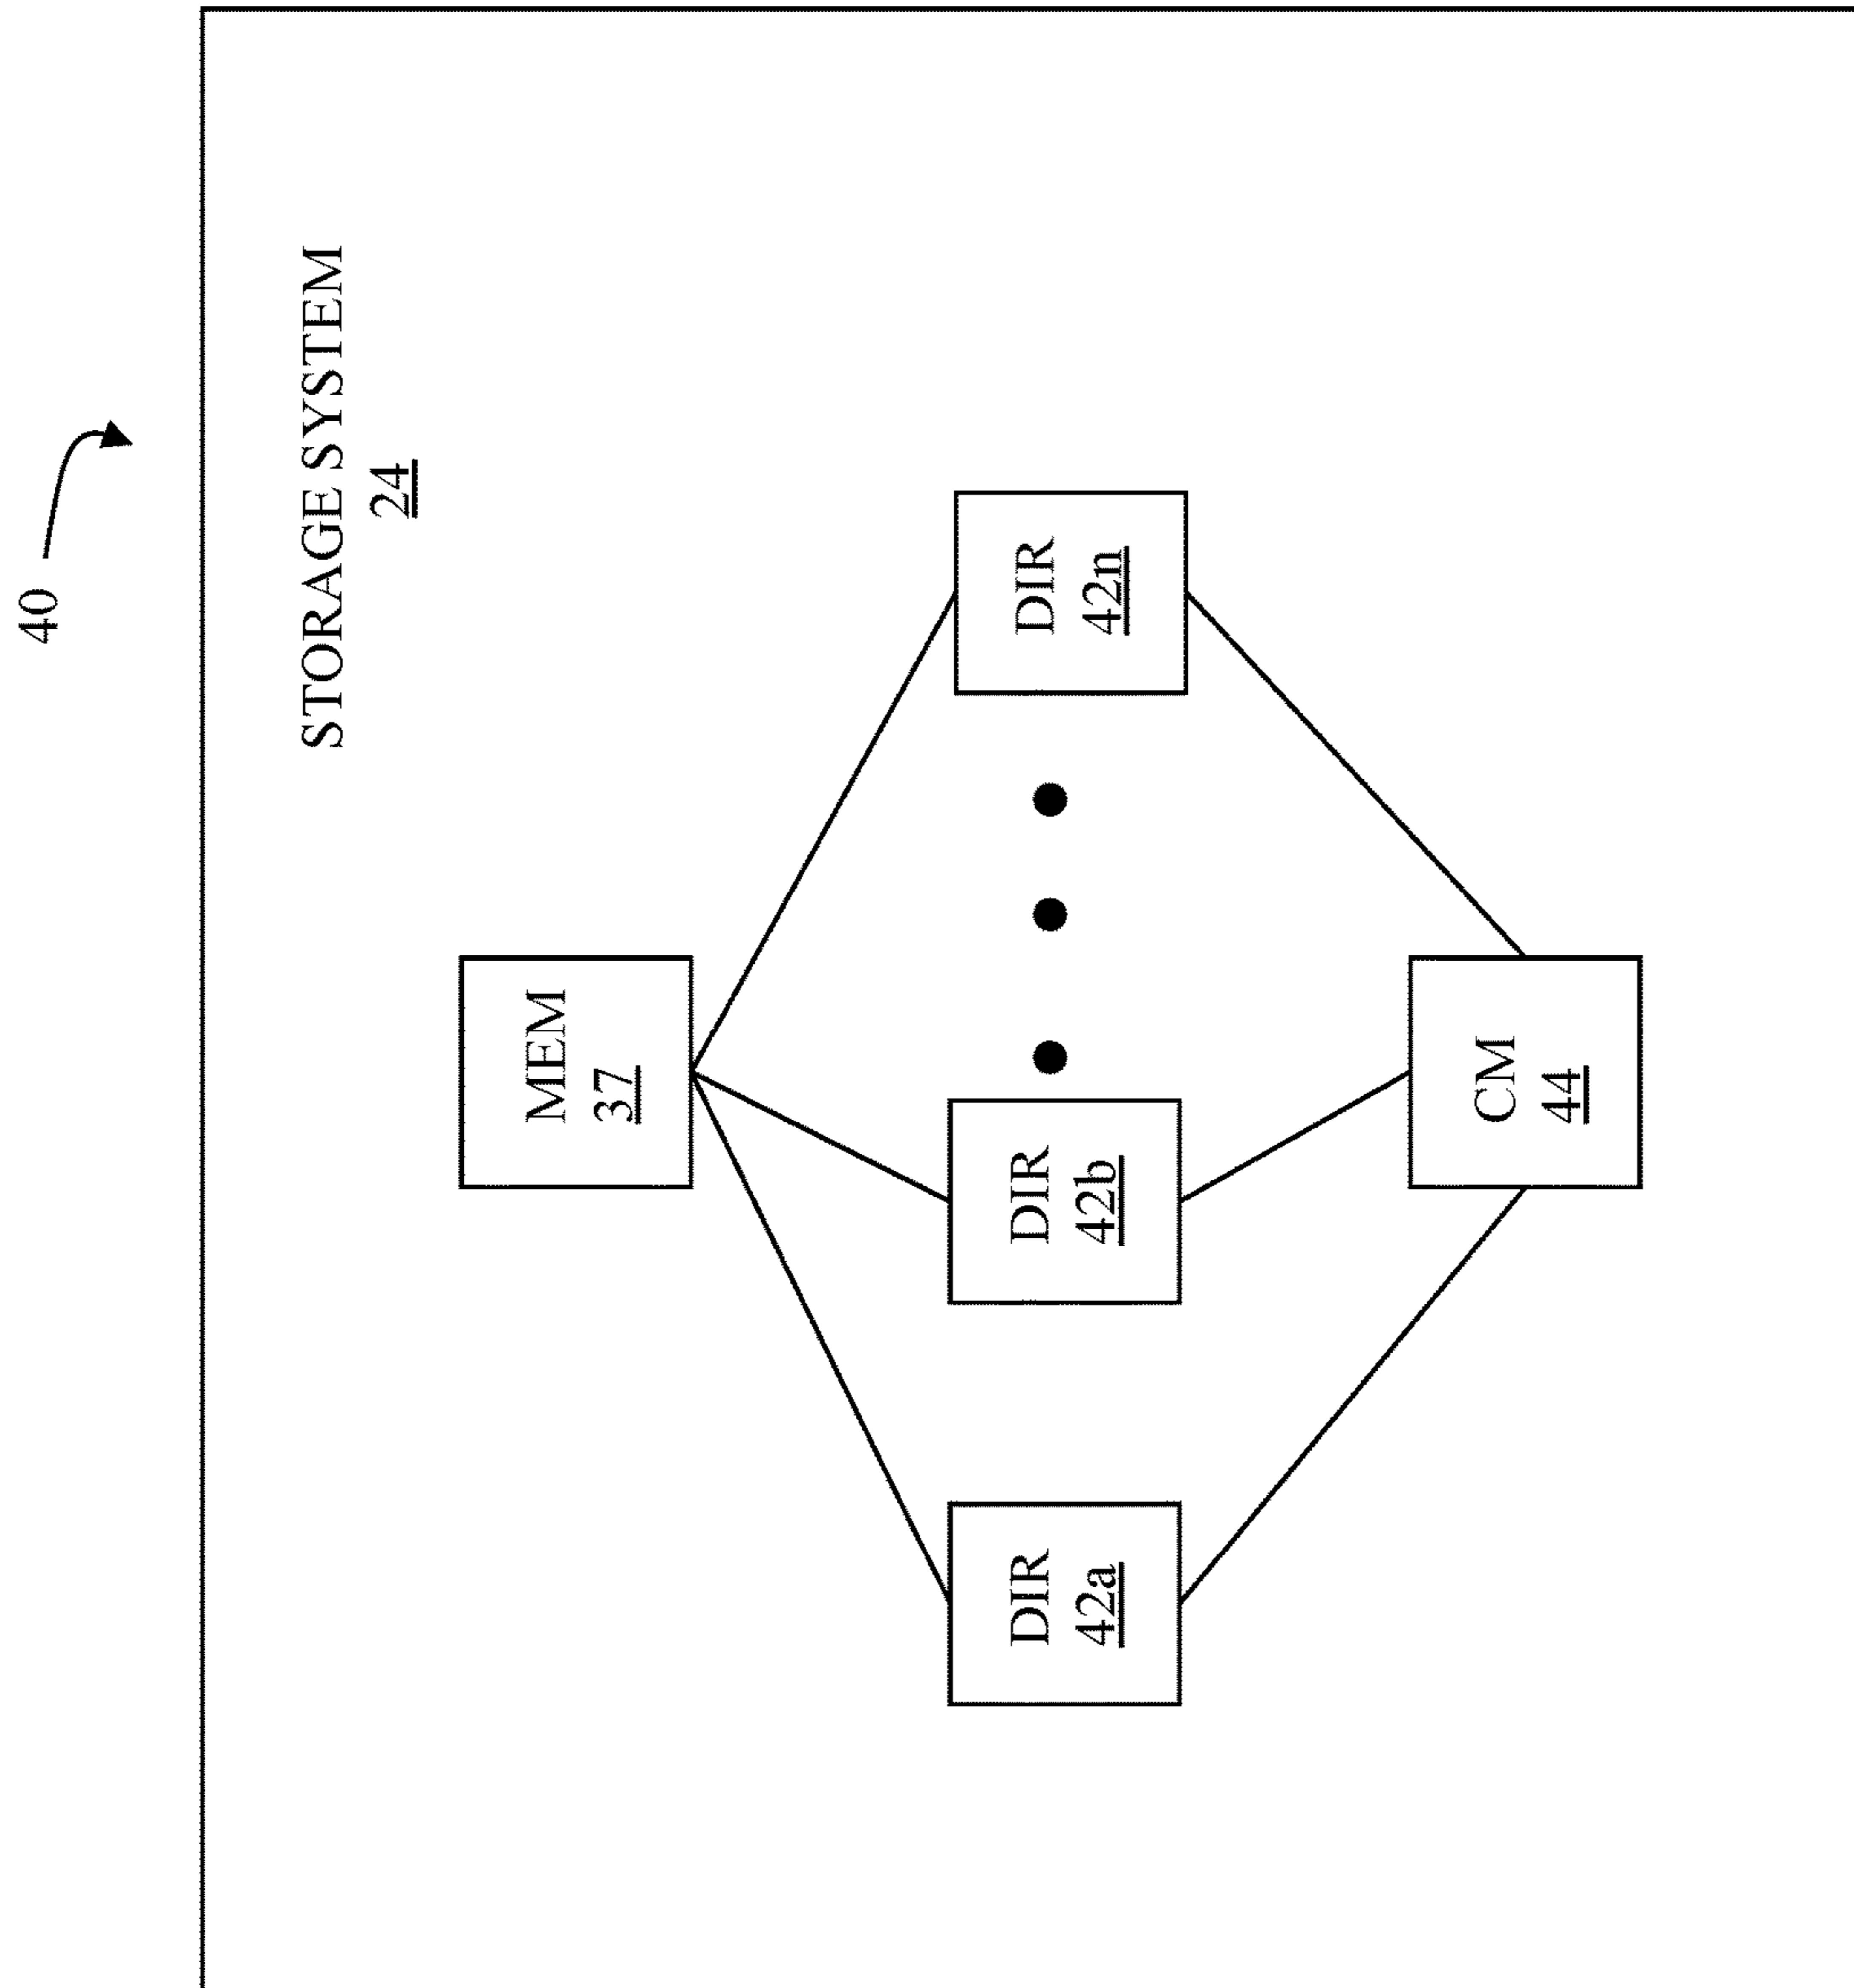 40
STORAGE SYSTEM
24
MEM
37
DIR
42a
DIR
42b
DIR
42n
CM
44